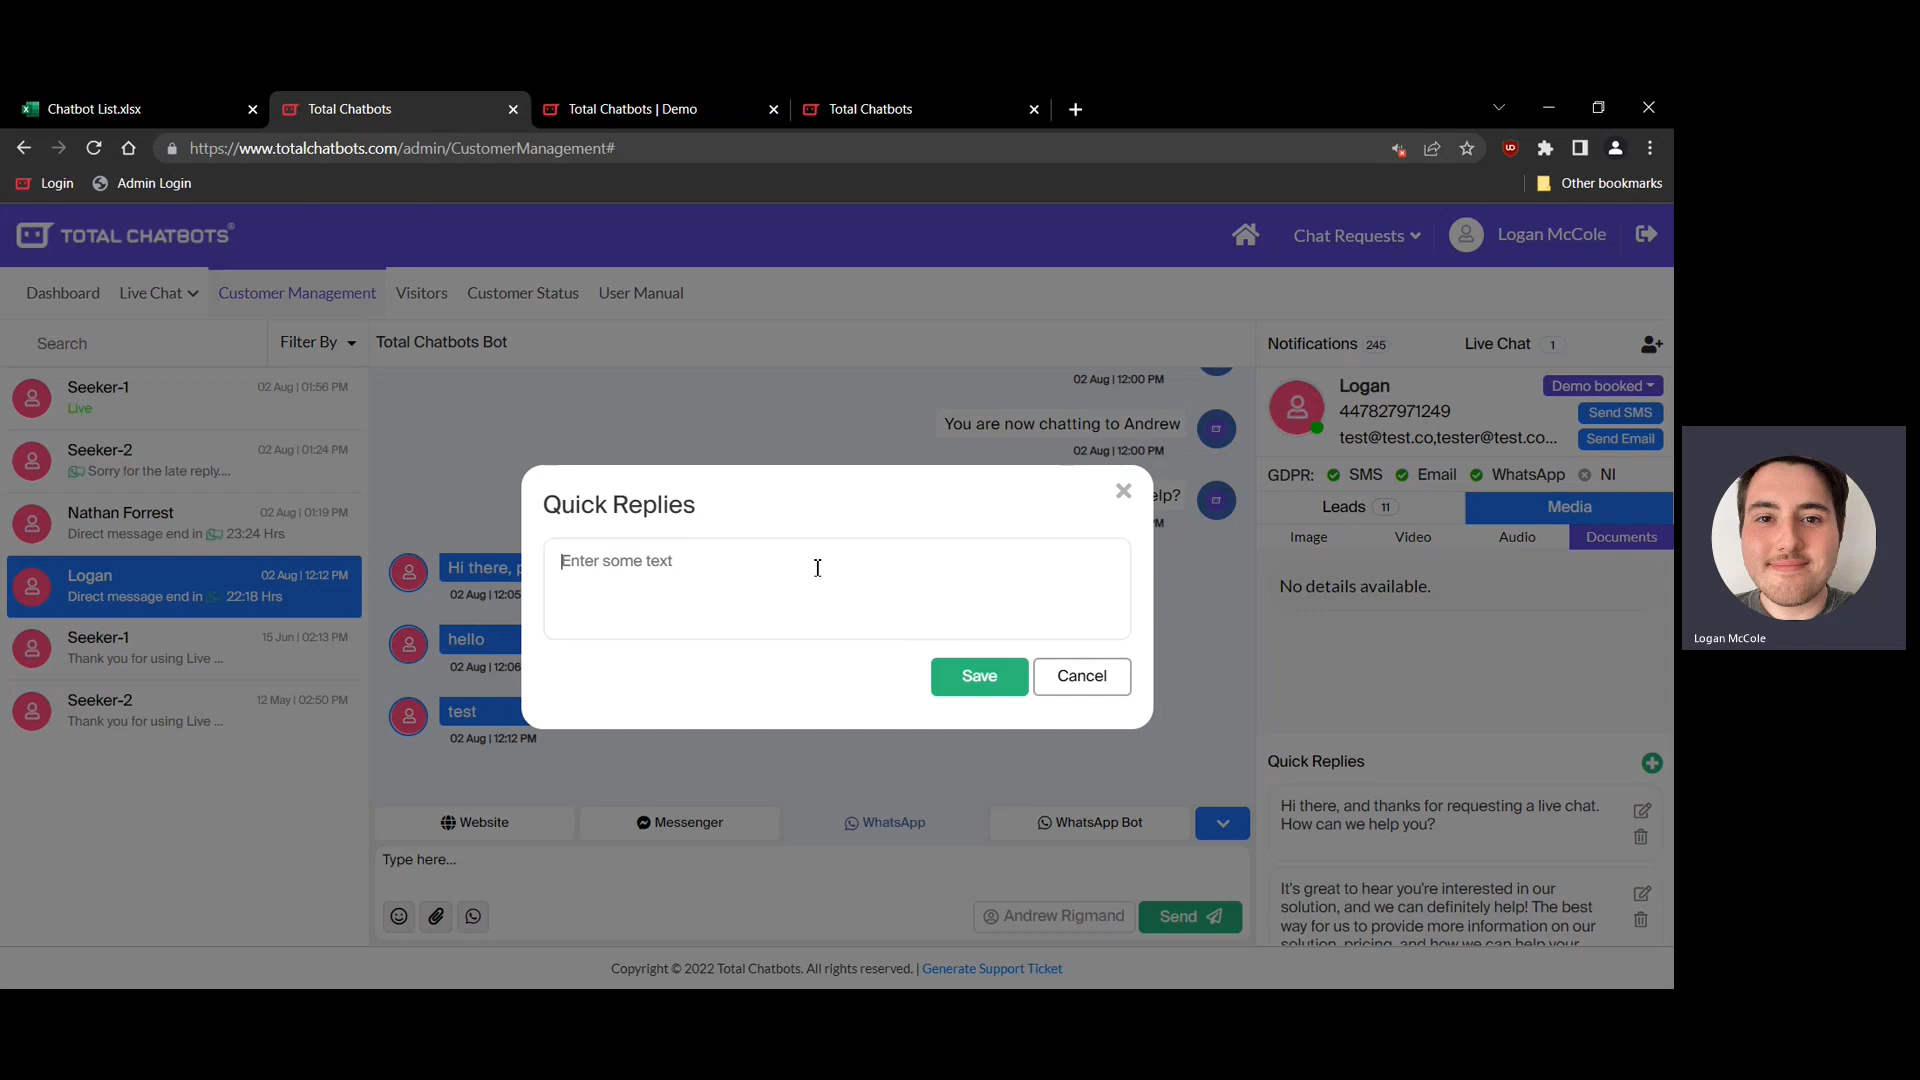 Chatbot List.xlsx
Total Chatbots
Total Chatbots | Demo
Total Chatbots
https://www.totalchatbots.com/admin/CustomerManagement#
Login
Admin Login
Other bookmarks
TOTAL CHATBOTS®
Chat Requests
Logan McCole
Dashboard
Live Chat
Customer Management
Visitors
Customer Status
User Manual
Search
Filter By
Total Chatbots Bot
Notifications 245
Live Chat 1
Seeker-1
02 Aug | 01:56 PM
Live
Seeker-2
02 Aug | 01:24 PM
Sorry for the late reply....
Nathan Forrest
02 Aug | 01:19 PM
Direct message end in 23:24 Hrs
Logan
02 Aug | 12:12 PM
Direct message end in 22:18 Hrs
Seeker-1
15 Jun | 02:13 PM
Thank you for using Live ...
Seeker-2
12 May | 02:50 PM
Thank you for using Live ...
02 Aug | 12:00 PM
You are now chatting to Andrew
02 Aug | 12:00 PM
elp?
PM
Hi there, p
02 Aug | 12:05
hello
02 Aug | 12:06
test
02 Aug | 12:12 PM
Quick Replies
Enter some text
Save
Cancel
Website
Messenger
WhatsApp
WhatsApp Bot
Type here...
Andrew Rigmand
Send
Logan
Demo booked
447827971249
Send SMS
test@test.co,tester@test.co...
Send Email
GDPR: SMS Email WhatsApp NI
Leads 11
Media
Image
Video
Audio
Documents
No details available.
Quick Replies
Hi there, and thanks for requesting a live chat.
How can we help you?
It's great to hear you're interested in our
solution, and we can definitely help! The best
way for us to provide more information on our
solution, pricing, and how we can help your
Copyright © 2022 Total Chatbots. All rights reserved. | Generate Support Ticket
Logan McCole